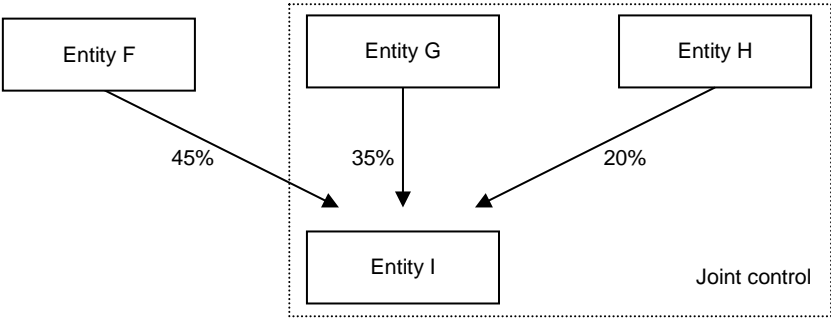 Entity F
Entity G
Entity H
45%
35%
20%
Entity I
Joint control